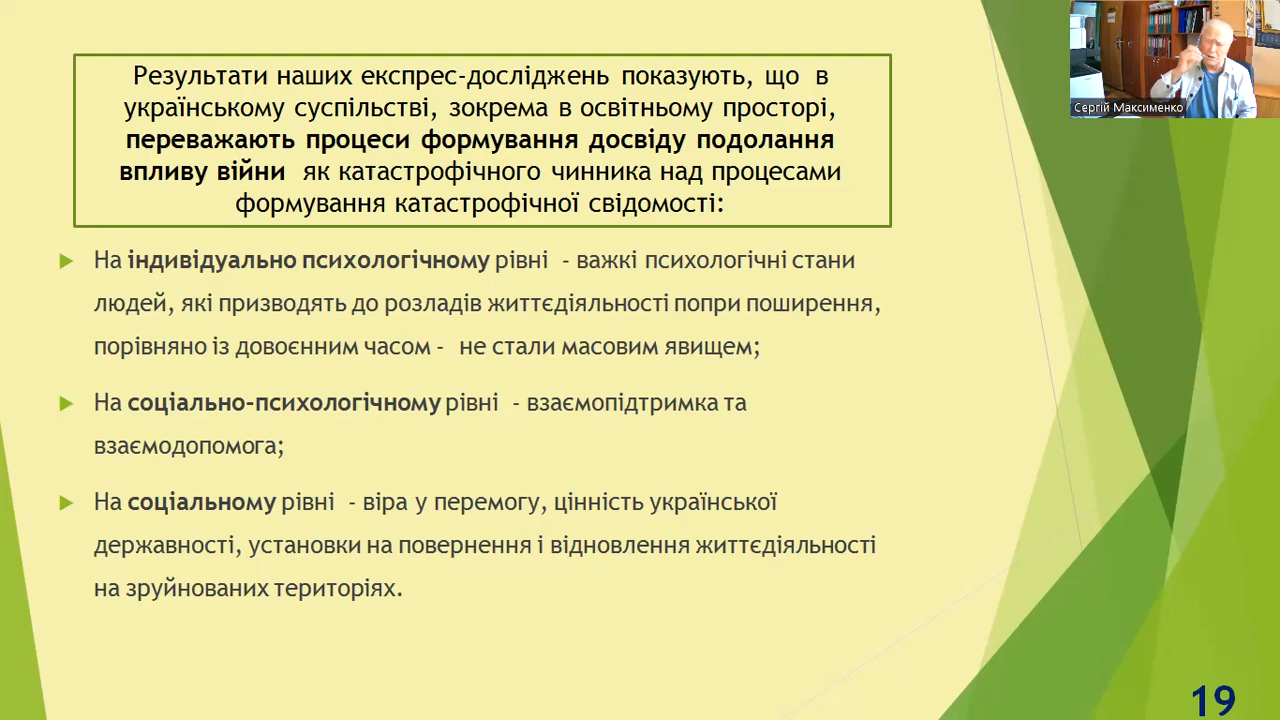 Результати наших експрес-досліджень показують, що в
українському суспільстві, зокрема в освітньому просторі,
переважають процеси формування досвіду подолання
впливу війни як катастрофічного чинника над процесами
формування катастрофічної свідомості:
На індивідуально психологічному рівні - важкі психологічні стани
людей, які призводять до розладів життєдіяльності попри поширення,
порівняно із довоєнним часом - не стали масовим явищем;
На соціально-психологічному рівні - взаємопідтримка та
взаємодопомога;
На соціальному рівні - віра у перемогу, цінність української
державності, установки на повернення і відновлення життєдіяльності
на зруйнованих територіях.
Сергій Максименко
19